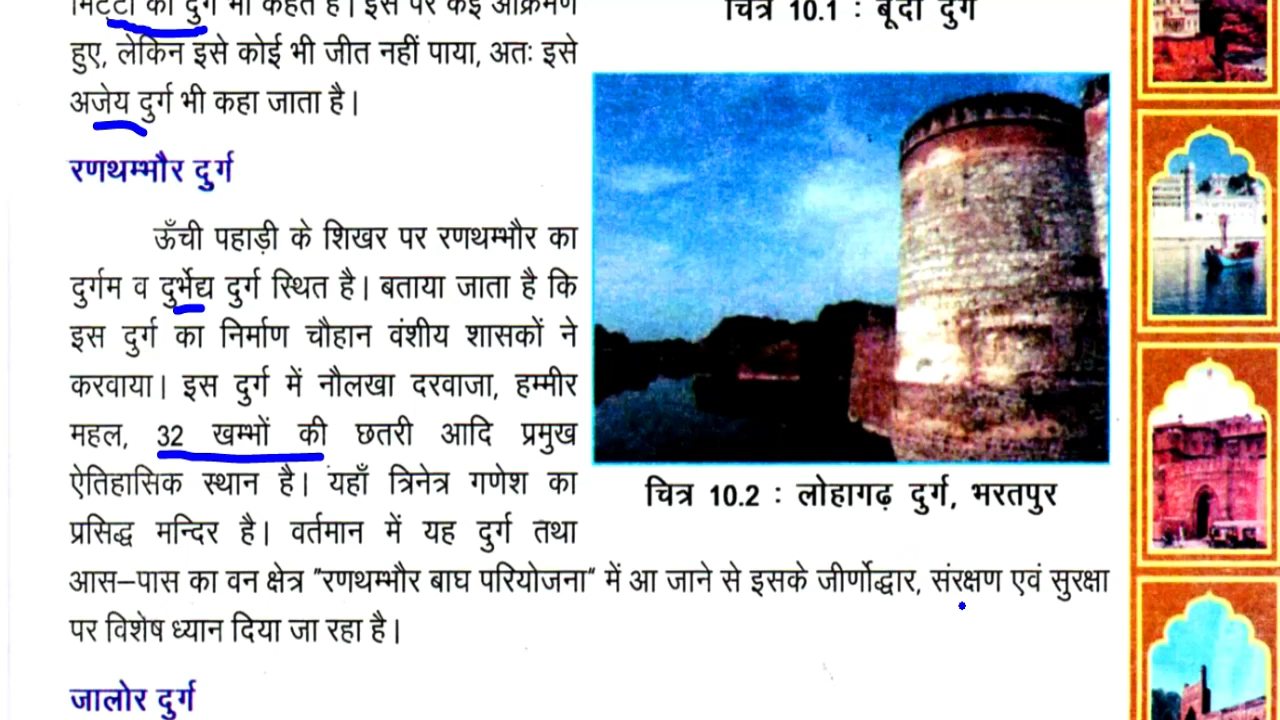 मिट्टी का दुर्ग भी कहते हैं। इस पर कई आक्रमण
हुए, लेकिन इसे कोई भी जीत नहीं पाया, अतः इसे
अजेय दुर्ग भी कहा जाता है।
रणथम्भौर दुर्ग
ऊँची पहाड़ी के शिखर पर रणथम्भौर का
दुर्गम व दुर्भेद्य दुर्ग स्थित है। बताया जाता है कि
इस दुर्ग का निर्माण चौहान वंशीय शासकों ने
करवाया। इस दुर्ग में नौलखा दरवाजा, हम्मीर
महल, 32 खम्भों की छतरी आदि प्रमुख
ऐतिहासिक स्थान है। यहाँ त्रिनेत्र गणेश का
प्रसिद्ध मन्दिर है। वर्तमान में यह दुर्ग तथा
आस–पास का वन क्षेत्र "रणथम्भौर बाघ परियोजना" में आ जाने से इसके जीर्णोद्धार, संरक्षण एवं सुरक्षा
पर विशेष ध्यान दिया जा रहा है।
जालोर दुर्ग
चित्र 10.1 : बूंदी दुर्ग
चित्र 10.2 : लोहागढ़ दुर्ग, भरतपुर